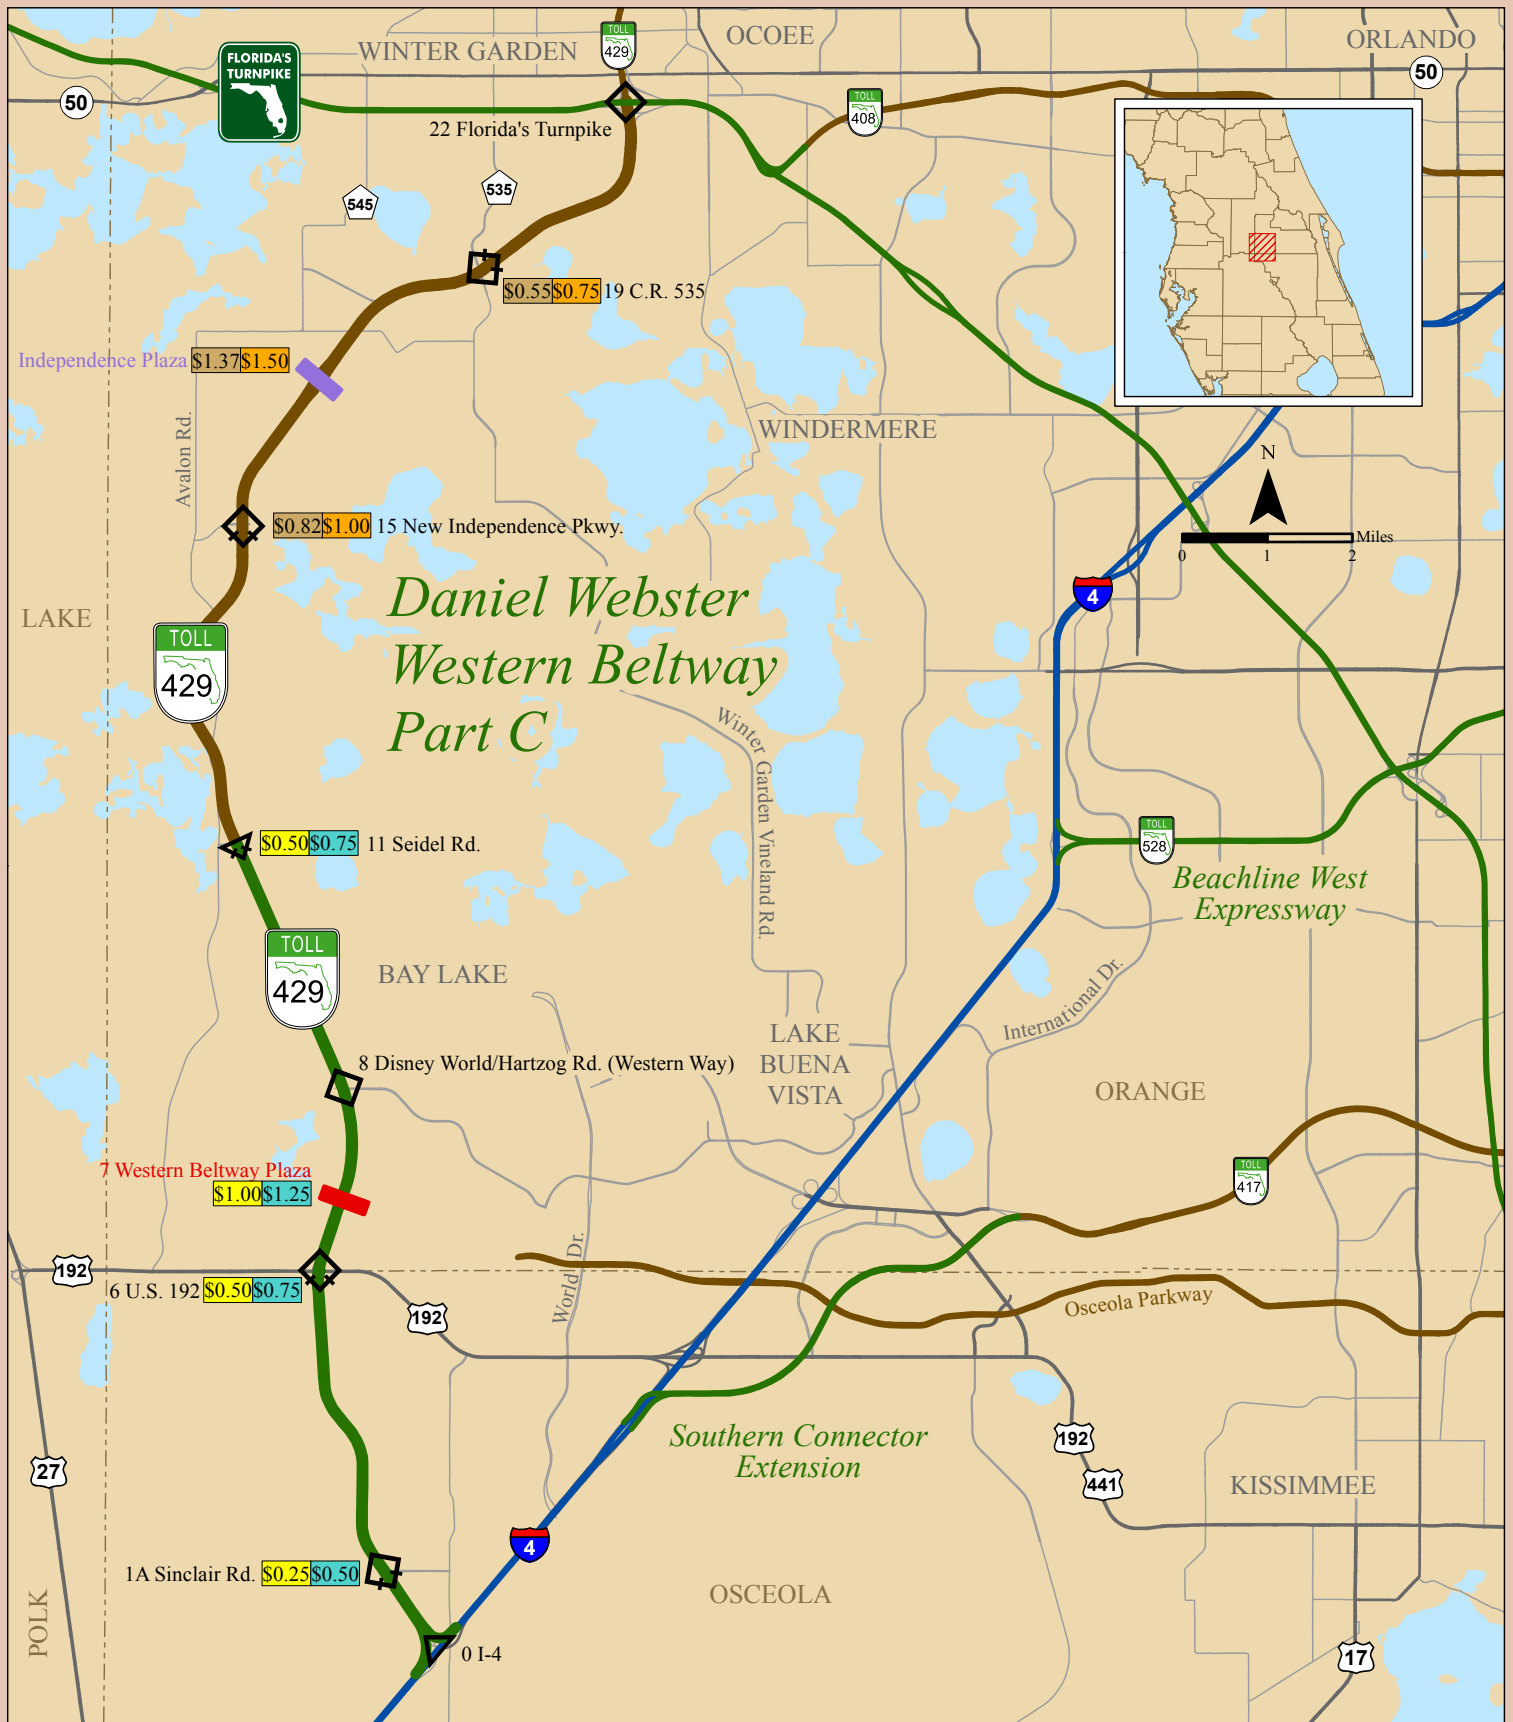 WINTER GARDEN
OCOEE
ORLANDO
TOLL
429
FLORIDA'S
TURNPIKE
50
50
22 Florida's Turnpike
TOLL
408
545
535
$0.55 $0.75 19 C.R. 535
Independence Plaza $1.37 $1.50
Avalon Rd.
WINDERMERE
N
Miles
0 1 2
$0.82 $1.00 15 New Independence Pkwy.
4
LAKE
Daniel Webster
Western Beltway
Part C
TOLL
429
Winter Garden Vineland Rd.
$0.50 $0.75 11 Seidel Rd.
TOLL
528
Beachline West
Expressway
TOLL
429
BAY LAKE
International Dr.
LAKE
BUENA
VISTA
8 Disney World/Hartzog Rd. (Western Way)
ORANGE
7 Western Beltway Plaza
$1.00 $1.25
TOLL
417
192
6 U.S. 192 $0.50 $0.75
World Dr.
Osceola Parkway
192
Southern Connector
Extension
192
441
27
KISSIMMEE
4
1A Sinclair Rd. $0.25 $0.50
OSCEOLA
POLK
0 I-4
17